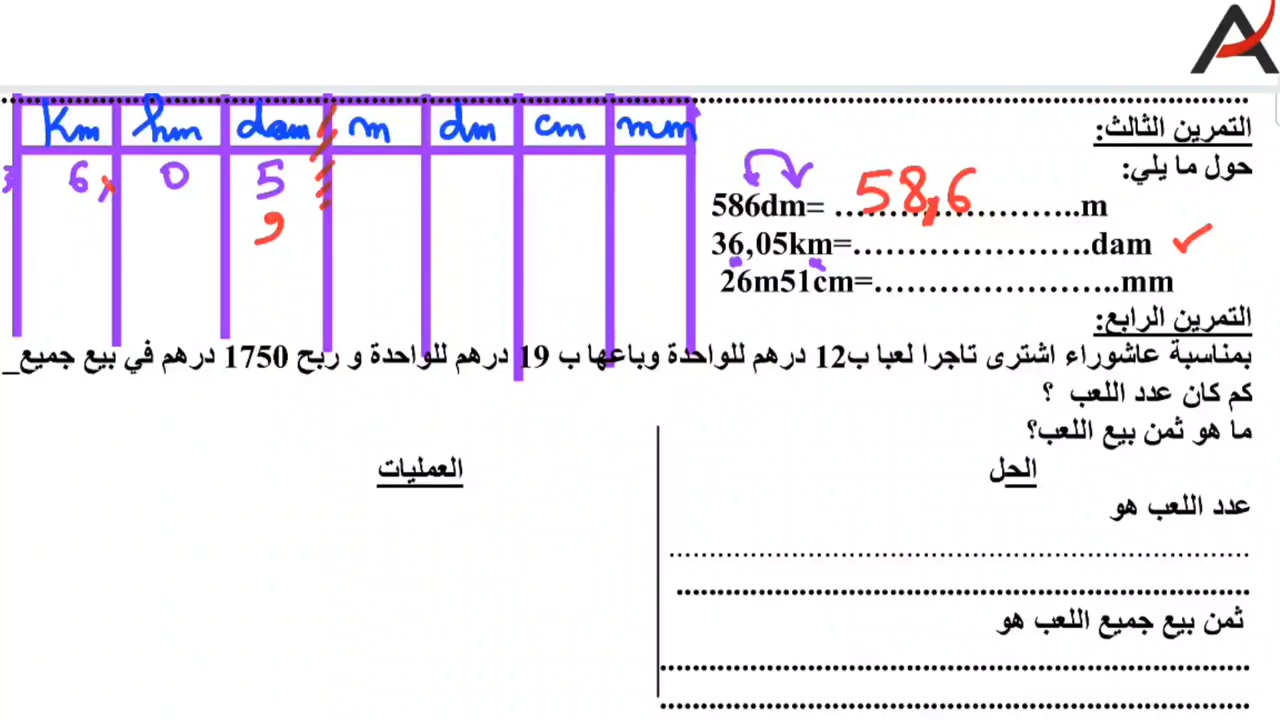 Km hm dam m dm cm mm
3 6, 0 5
,
التمرين الثالث:
حول ما يلي:
586dm= …………58,6…………..m
36,05km=………………….dam ✓
26m51cm=…………………..mm
التمرين الرابع:
بمناسبة عاشوراء اشترى تاجرا لعبا ب12 درهم للواحدة وباعها ب 19 درهم للواحدة و ربح 1750 درهم في بيع جميع_
كم كان عدد اللعب ؟
ما هو ثمن بيع اللعب؟
الحل
العمليات
عدد اللعب هو
ثمن بيع جميع اللعب هو